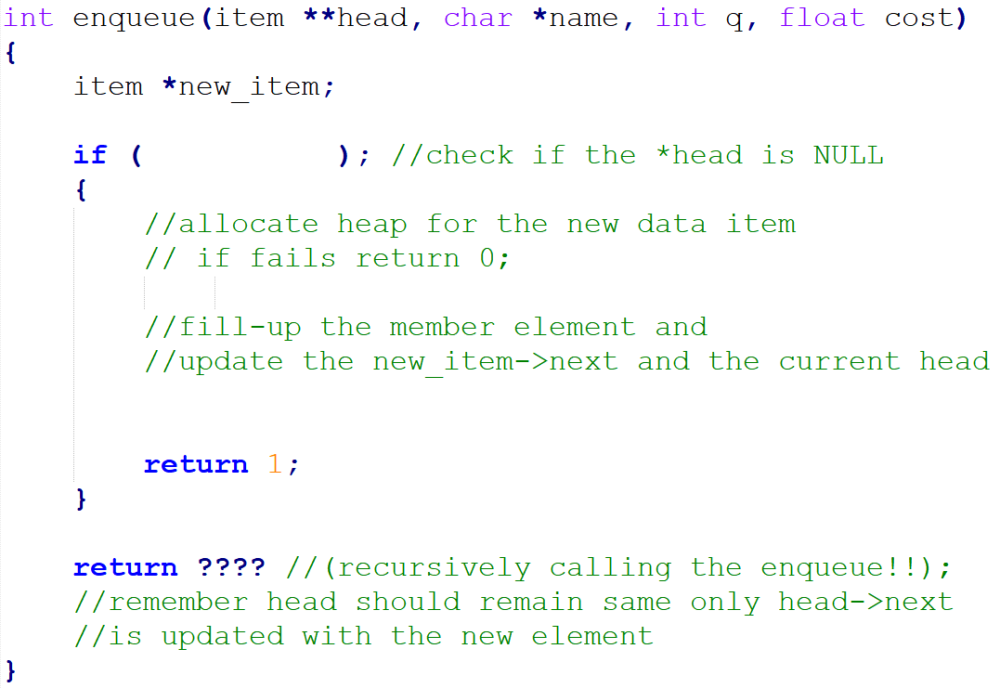 int enqueue(item **head, char *name, int q, float cost)
{
item *new_item;
if ( ); //check if the *head is NULL
{
//allocate heap for the new data item
// if fails return 0;
//fill-up the member element and
//update the new_item->next and the current head
return 1;
}
return ???? //(recursively calling the enqueue!!);
//remember head should remain same only head->next
//is updated with the new element
}